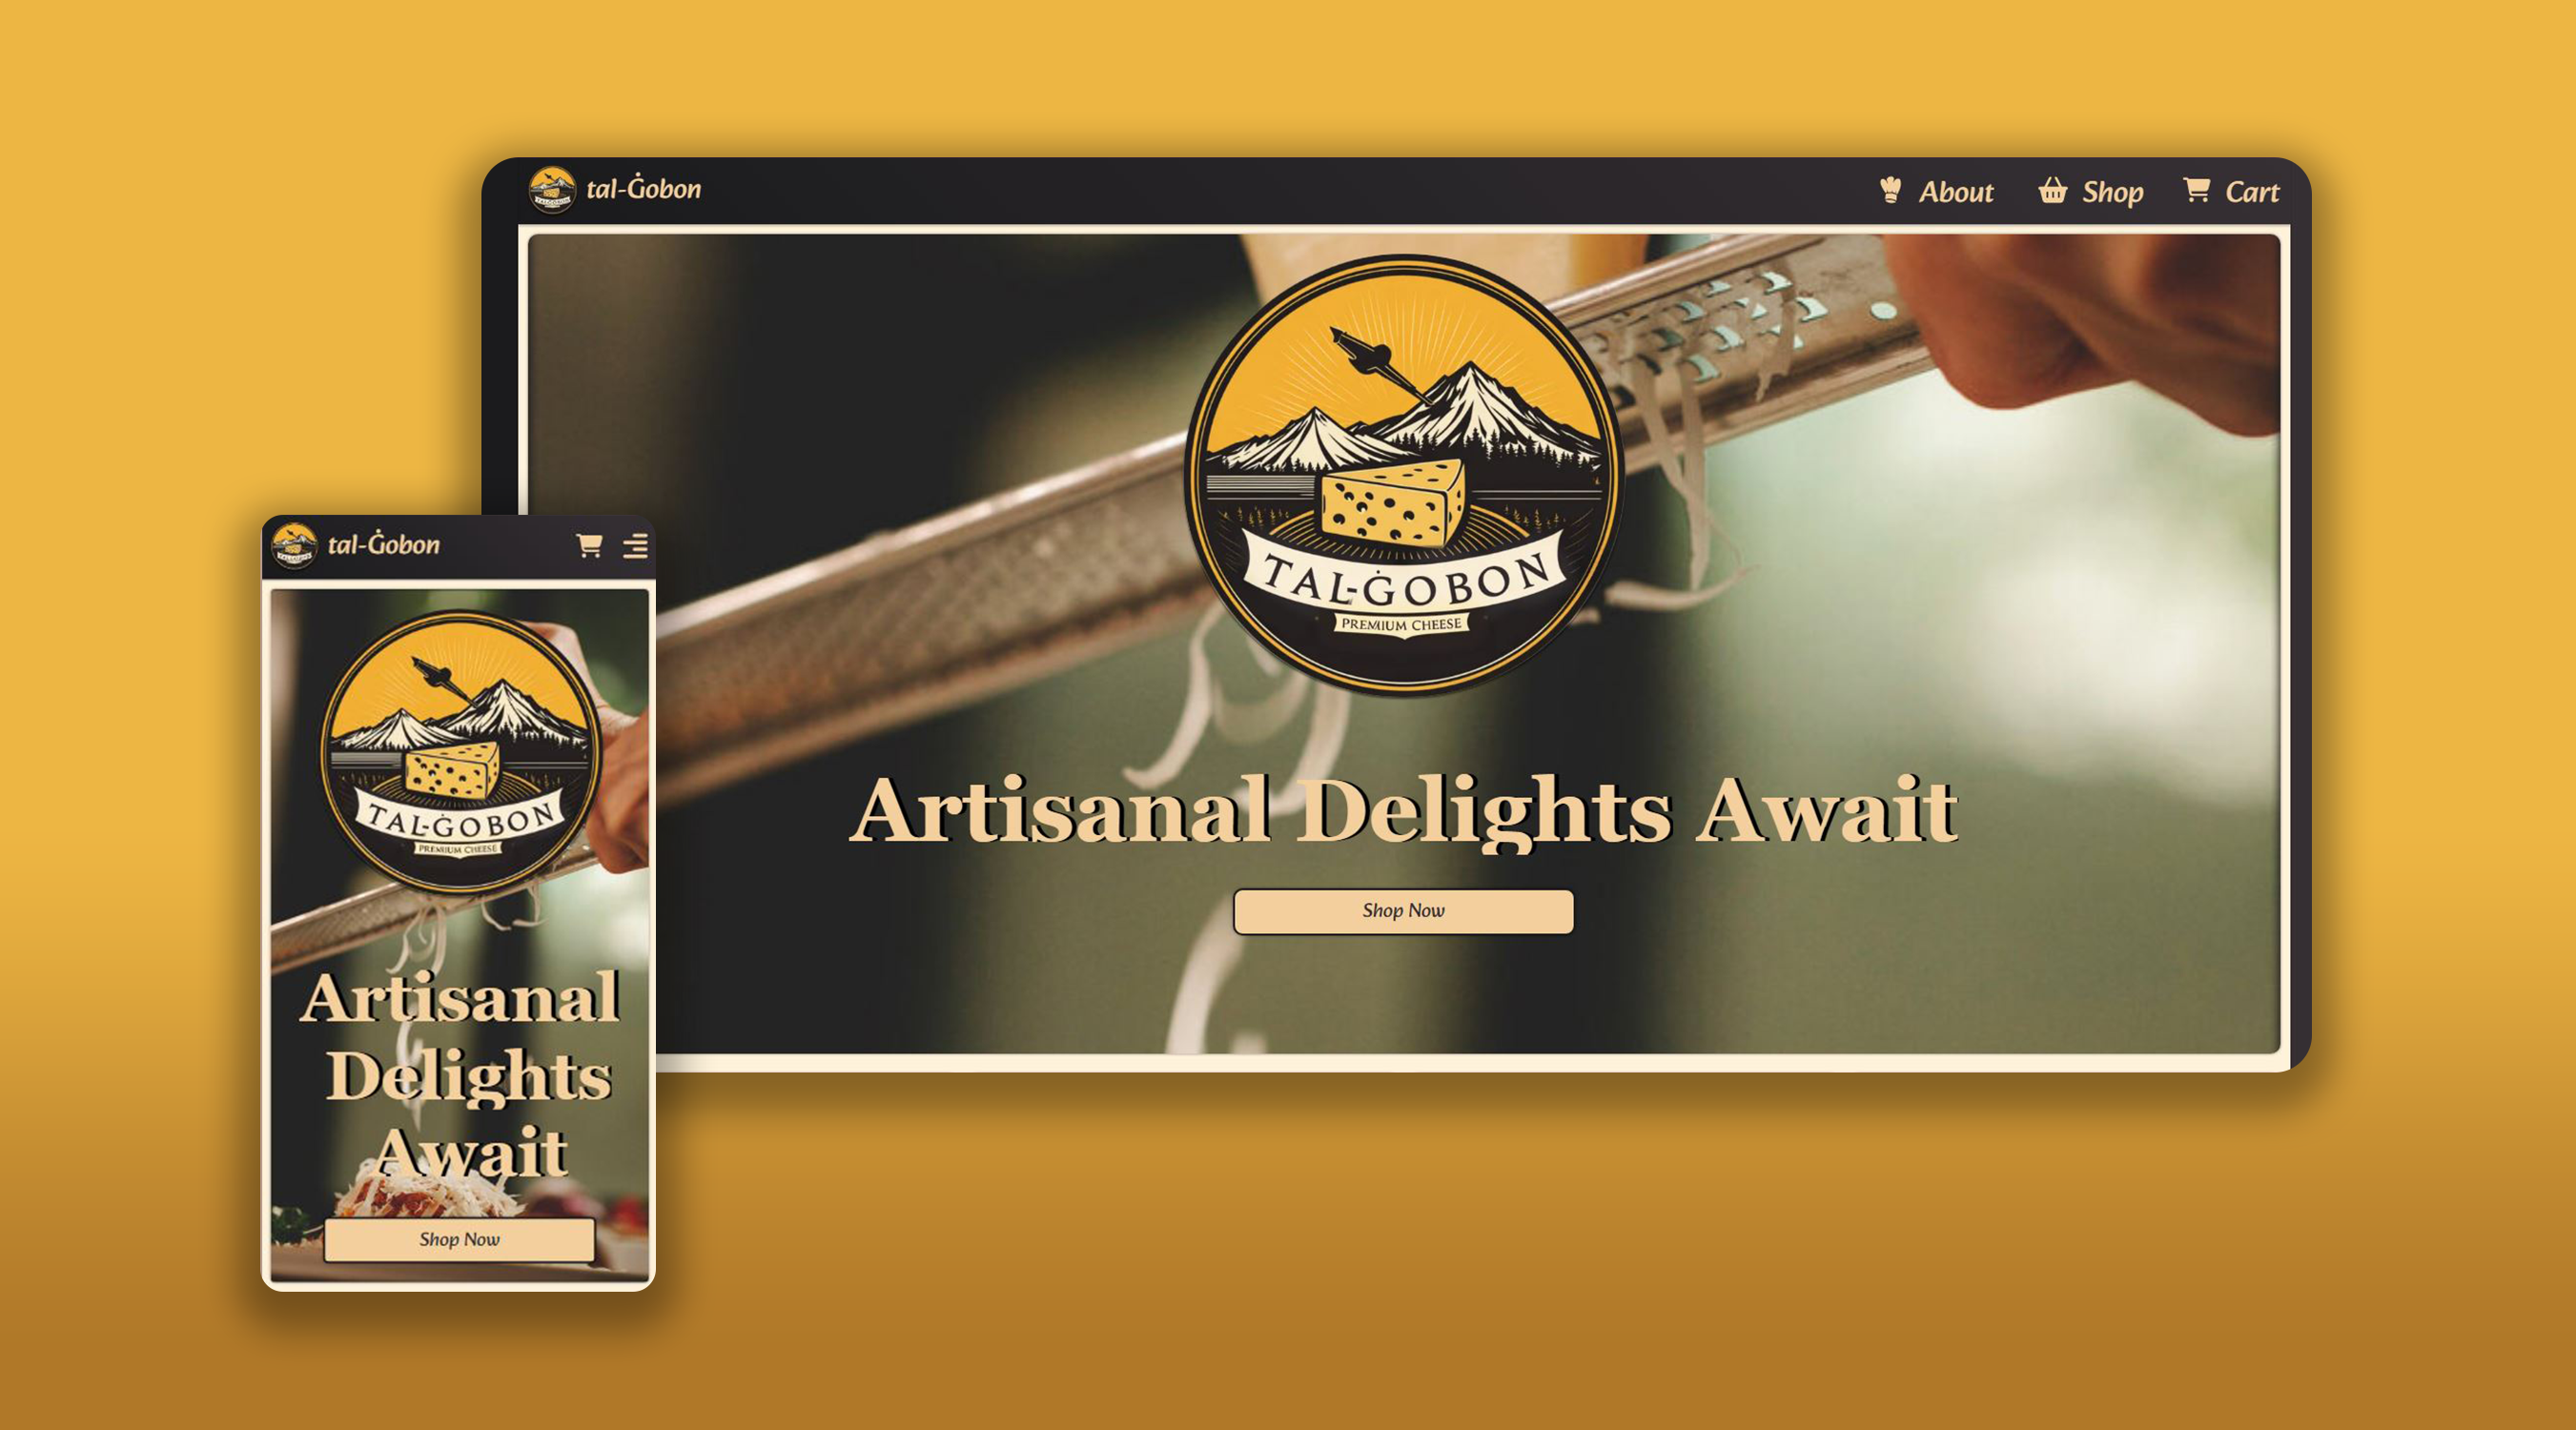 tal-Ġobon
About
Shop
Cart
TAL-ĠOBON
PREMIUM CHEESE
Artisanal Delights Await
Shop Now
tal-Ġobon
TAL-ĠOBON
PREMIUM CHEESE
Artisanal
Delights
Await
Shop Now